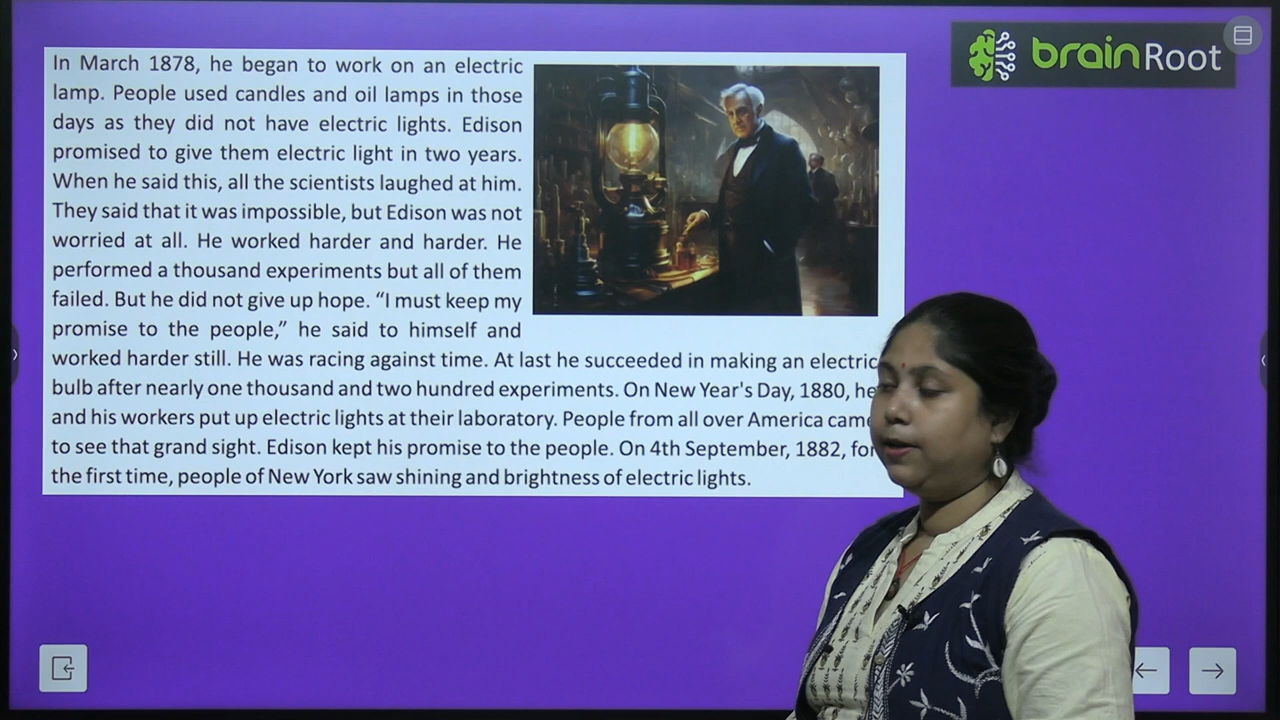 In March 1878, he began to work on an electric
lamp. People used candles and oil lamps in those
days as they did not have electric lights. Edison
promised to give them electric light in two years.
When he said this, all the scientists laughed at him.
They said that it was impossible, but Edison was not
worried at all. He worked harder and harder. He
performed a thousand experiments but all of them
failed. But he did not give up hope. “I must keep my
promise to the people,” he said to himself and
worked harder still. He was racing against time. At last he succeeded in making an electric
bulb after nearly one thousand and two hundred experiments. On New Year's Day, 1880, he
and his workers put up electric lights at their laboratory. People from all over America came
to see that grand sight. Edison kept his promise to the people. On 4th September, 1882, for
the first time, people of New York saw shining and brightness of electric lights.
brainRoot